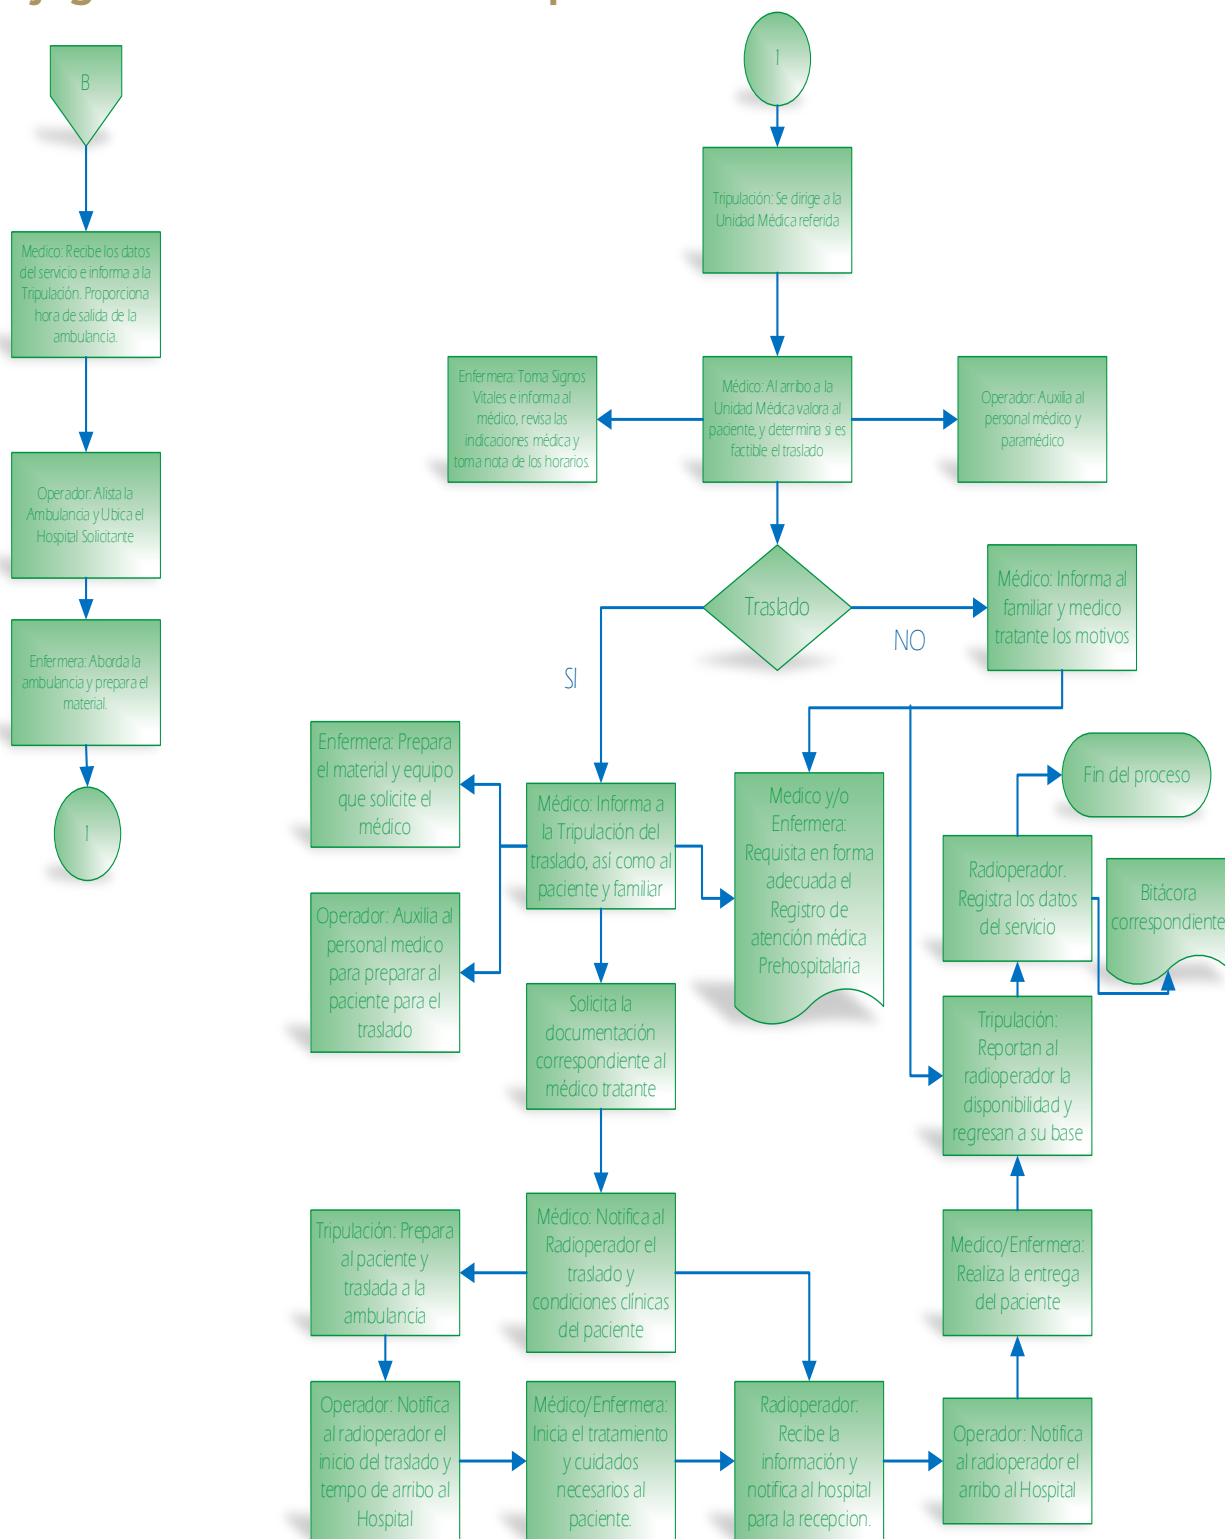 B
Medico: Recibe los datos
del servicio e informa a la
Tripulación. Proporciona
hora de salida de la
ambulancia.
Operador: Alista la
Ambulancia y Ubica el
Hospital Solicitante
Enfermera: Aborda la
ambulancia y prepara el
material.
1
1
Tripulación: Se dirige a la
Unidad Médica referida
Enfermera: Toma Signos
Vitales e informa al
médico, revisa las
indicaciones médica y
toma nota de los horarios.
Médico: Al arribo a la
Unidad Médica valora al
paciente, y determina si es
factible el traslado
Operador: Auxilia al
personal médico y
paramédico
Traslado
NO
Médico: Informa al
familiar y medico
tratante los motivos
SI
Enfermera: Prepara
el material y equipo
que solicite el
médico
Operador: Auxilia al
personal medico
para preparar al
paciente para el
traslado
Médico: Informa a
la Tripulación del
traslado, así como al
paciente y familiar
Medico y/o
Enfermera:
Requisita en forma
adecuada el
Registro de
atención médica
Prehospitalaria
Solicita la
documentación
correspondiente al
médico tratante
Fin del proceso
Radioperador.
Registra los datos
del servicio
Bitácora
correspondiente
Tripulación:
Reportan al
radioperador la
disponibilidad y
regresan a su base
Tripulación: Prepara
al paciente y
traslada a la
ambulancia
Médico: Notifica al
Radioperador el
traslado y
condiciones clínicas
del paciente
Medico/Enfermera:
Realiza la entrega
del paciente
Operador: Notifica
al radioperador el
inicio del traslado y
tempo de arribo al
Hospital
Médico/Enfermera:
Inicia el tratamiento
y cuidados
necesarios al
paciente.
Radioperador:
Recibe la
información y
notifica al hospital
para la recepcion.
Operador: Notifica
al radioperador el
arribo al Hospital